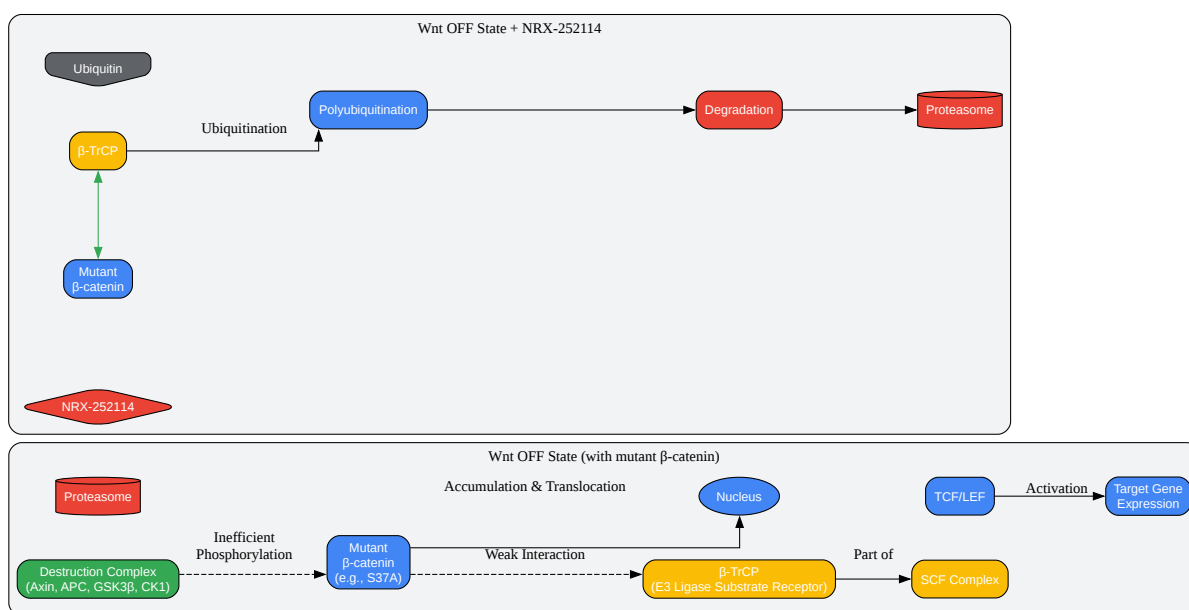 Wnt OFF State + NRX-252114
Ubiquitin
Polyubiquitination
Degradation
Proteasome
Ubiquitination
β-TrCP
Mutant
β-catenin
NRX-252114
Wnt OFF State (with mutant β-catenin)
Accumulation & Translocation
Proteasome
Nucleus
TCF/LEF
Activation
Target Gene
Expression
Inefficient
Phosphorylation
Destruction Complex
(Axin, APC, GSK3β, CK1)
Mutant
β-catenin
(e.g., S37A)
Weak Interaction
β-TrCP
(E3 Ligase Substrate Receptor)
Part of
SCF Complex